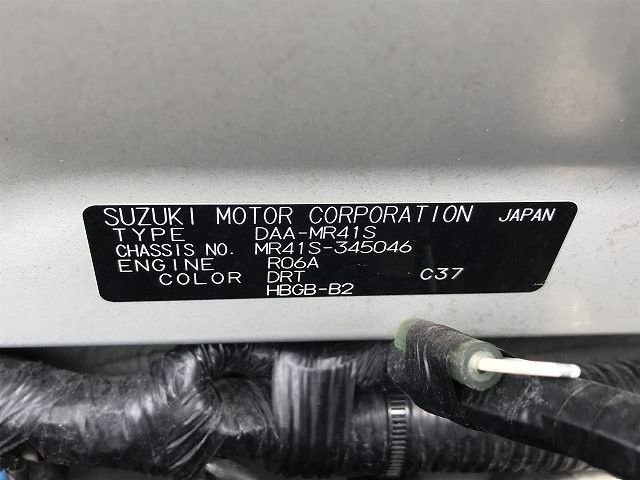 SUZUKI MOTOR CORPORATION JAPAN
TYPE DAA-MR41S
CHASSIS NO. MR41S-345046
ENGINE R06A
COLOR DRT C37
HBGB-B2